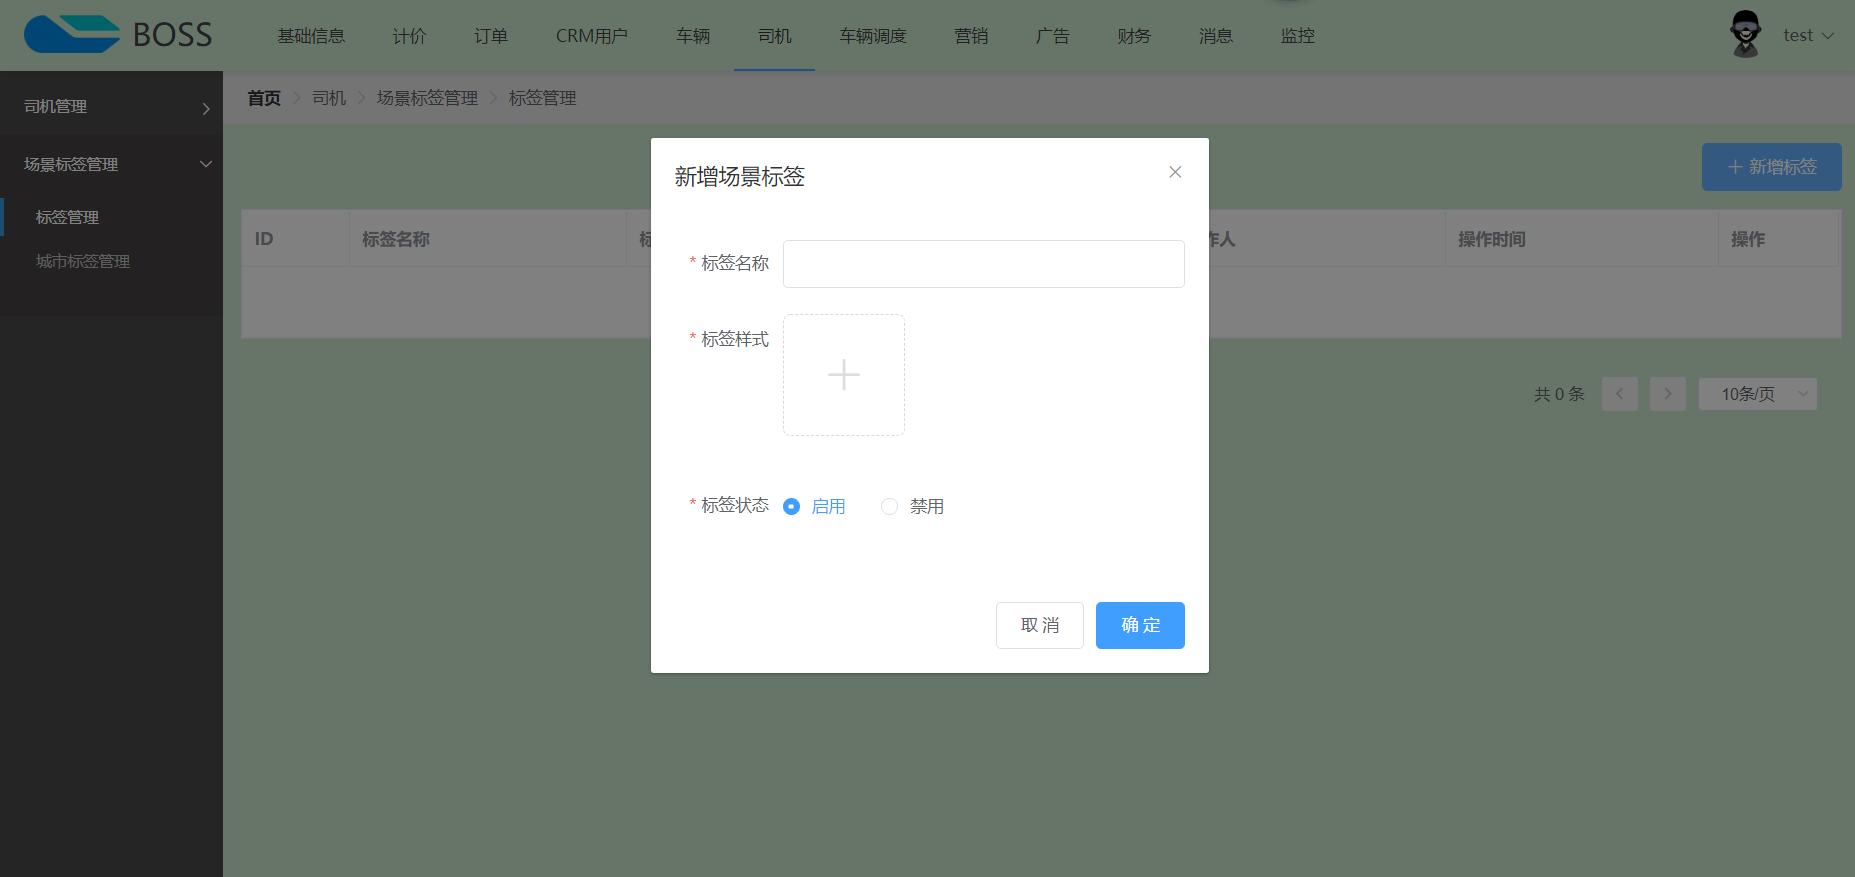 BOSS
基础信息 计价 订单 CRM用户 车辆 司机 车辆调度 营销 广告 财务 消息 监控
test
司机管理
场景标签管理
标签管理
城市标签管理
首页 司机 场景标签管理 标签管理
新增标签
ID 标签名称 作人 操作时间 操作
共 0 条
10条/页
新增场景标签
* 标签名称
* 标签样式
* 标签状态 启用 禁用
取 消 确 定